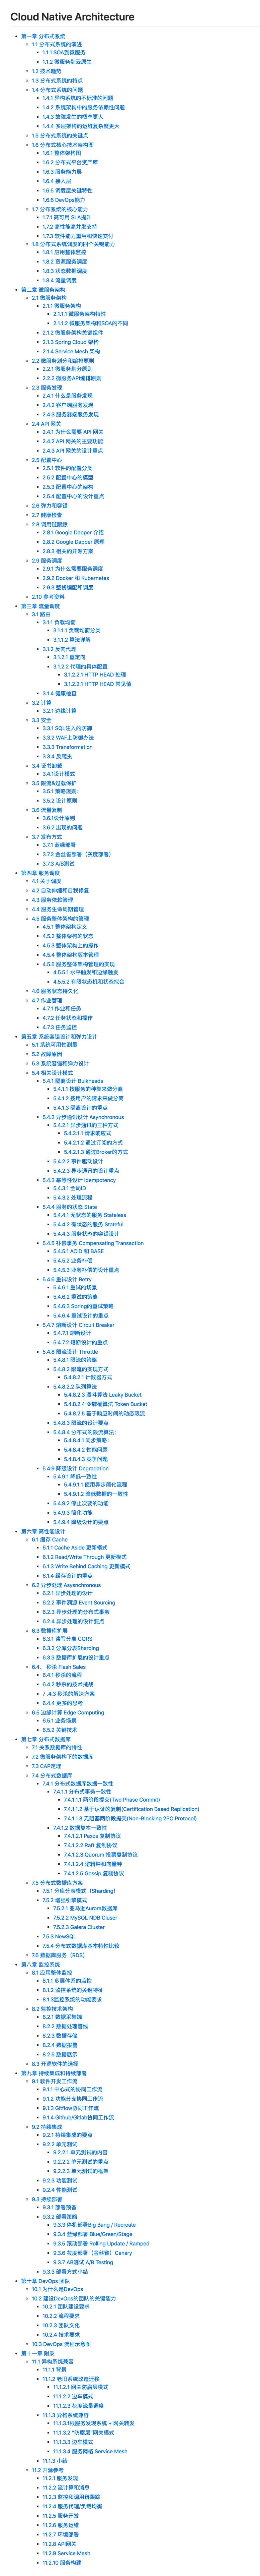 Cloud Native Architecture
第一章 分布式系统
1.1 分布式系统的演进
1.1.1 SOA到微服务
1.1.2 微服务到云原生
1.2 技术趋势
1.3 分布式系统的特点
1.4 分布式系统的问题
1.4.1 异构系统的不标准的问题
1.4.2 系统架构中的服务依赖性问题
1.4.3 故障发生的概率更大
1.4.4 多层架构的运维复杂度更大
1.5 分布式系统的关键点
1.6 分布式核心技术架构图
1.6.1 整体架构图
1.6.2 分布式平台资产库
1.6.3 服务能力层
1.6.4 接入层
1.6.5 调度层关键特性
1.6.6 DevOps能力
1.7 分布系统的核心能力
1.7.1 高可用 SLA提升
1.7.2 高性能高并发支持
1.7.3 软件能力重用和快速交付
1.8 分布式系统调度的四个关键能力
1.8.1 应用整体监控
1.8.2 资源服务调度
1.8.3 状态数据调度
1.8.4 流量调度
第二章 微服务架构
2.1 微服务架构
2.1.1 微服务架构
2.1.1.1 微服务架构特性
2.1.1.2 微服务架构和SOA的不同
2.1.2 微服务架构关键组件
2.1.3 Spring Cloud 架构
2.1.4 Service Mesh 架构
2.2 微服务划分和编排原则
2.2.1 微服务划分原则
2.2.2 微服务API编排原则
2.3 服务发现
2.4.1 什么是服务发现
2.4.2 客户端服务发现
2.4.3 服务器端服务发现
2.4 API 网关
2.4.1 为什么需要 API 网关
2.4.2 API 网关的主要功能
2.4.3 API 网关的设计重点
2.5 配置中心
2.5.1 软件的配置分类
2.5.2 配置中心的模型
2.5.3 配置中心的架构
2.5.4 配置中心的设计重点
2.6 弹力和容错
2.7 健康检查
2.8 调用链跟踪
2.8.1 Google Dapper 介绍
2.8.2 Google Dapper 原理
2.8.3 相关的开源方案
2.9 服务调度
2.9.1 为什么需要服务调度
2.9.2 Docker 和 Kubernetes
2.9.3 整栈编配和调度
2.10 参考资料
第三章 流量调度
3.1 路由
3.1.1 负载均衡
3.1.1.1 负载均衡分类
3.1.1.2 算法详解
3.1.2 反向代理
3.1.2.1 重定向
3.1.2.2 代理的具体配置
3.1.2.2.1 HTTP HEAD 处理
3.1.2.2.1 HTTP HEAD 常见值
3.1.4 健康检查
3.2 计算
3.2.1 边缘计算
3.3 安全
3.3.1 SQL注入的防御
3.3.2 WAF上防御办法
3.3.3 Transformation
3.3.4 反爬虫
3.4 证书卸载
3.4.1设计模式
3.5 限流&过载保护
3.5.1 策略规则：
3.5.2 设计原则
3.6 流量复制
3.6.1设计原则
3.6.2 出现的问题
3.7 发布方式
3.7.1 蓝绿部署
3.7.2 金丝雀部署（灰度部署）
3.7.3 A/B测试
第四章 服务调度
4.1 关于调度
4.2 自动伸缩和自我修复
4.3 服务依赖管理
4.4 服务生命周期管理
4.5 服务整体架构的管理
4.5.1 整体架构定义
4.5.2 整体架构的状态
4.5.3 整体架构上的操作
4.5.4 整体架构版本管理
4.5.5 服务整体架构管理的实现
4.5.5.1 水平触发和边缘触发
4.5.5.2 有限状态机和状态拟合
4.6 服务状态持久化
4.7 作业管理
4.7.1 作业和任务
4.7.2 任务状态和操作
4.7.3 任务监控
第五章 系统容错设计和弹力设计
5.1 系统可用性测量
5.2 故障原因
5.3 系统容错和弹力设计
5.4 相关设计模式
5.4.1 隔离设计 Bulkheads
5.4.1.1 按服务的种类来做分离
5.4.1.2 按用户的请求来做分离
5.4.1.3 隔离设计的重点
5.4.2 异步通讯设计 Asynchronous
5.4.2.1 异步通讯的三种方式
5.4.2.1.1 请求响应式
5.4.2.1.2 通过订阅的方式
5.4.2.1.3 通过Broker的方式
5.4.2.2 事件驱动设计
5.4.2.3 异步通讯的设计重点
5.4.3 幂等性设计 Idempotency
5.4.3.1 全局ID
5.4.3.2 处理流程
5.4.4 服务的状态 State
5.4.4.1 无状态的服务 Stateless
5.4.4.2 有状态的服务 Stateful
5.4.4.3 服务状态的容错设计
5.4.5 补偿事务 Compensating Transaction
5.4.5.1 ACID 和 BASE
5.4.5.2 业务补偿
5.4.5.3 业务补偿的设计重点
5.4.6 重试设计 Retry
5.4.6.1 重试的场景
5.4.6.2 重试的策略
5.4.6.3 Spring的重试策略
5.4.6.4 重试设计的重点
5.4.7 熔断设计 Circuit Breaker
5.4.7.1 熔断设计
5.4.7.2 熔断设计的重点
5.4.8 限流设计 Throttle
5.4.8.1 限流的策略
5.4.8.2 限流的实现方式
5.4.8.2.1 计数器方式
5.4.8.2.2 队列算法
5.4.8.2.3 漏斗算法 Leaky Bucket
5.4.8.2.4 令牌桶算法 Token Bucket
5.4.8.2.5 基于响应时间的动态限流
5.4.8.3 限流的设计要点
5.4.8.4 分布式的限流算法：
5.4.8.4.1 同步策略：
5.4.8.4.2 性能问题
5.4.8.4.3 竞争问题
5.4.9 降级设计 Degradation
5.4.9.1 降低一致性
5.4.9.1.1 使用异步简化流程
5.4.9.1.2 降低数据的一致性
5.4.9.2 停止次要的功能
5.4.9.3 简化功能
5.4.9.4 降级设计的要点
第六章 高性能设计
6.1 缓存 Cache
6.1.1 Cache Aside 更新模式
6.1.2 Read/Write Through 更新模式
6.1.3 Write Behind Caching 更新模式
6.1.4 缓存设计的重点
6.2 异步处理 Asysnchronous
6.2.1 异步处理的设计
6.2.2 事件溯源 Event Sourcing
6.2.3 异步处理的分布式事务
6.2.4 异步处理的设计要点
6.3 数据库扩展
6.3.1 读写分离 CQRS
6.3.2 分库分表Sharding
6.3.3 数据库扩展的设计重点
6.4、 秒杀 Flash Sales
6.4.1 秒杀的流程
6.4.2 秒杀的技术挑战
7 .4.3 秒杀的解决方案
6.4.4 更多的思考
6.5 边缘计算 Edge Computing
6.5.1 业务场景
6.5.2 关键技术
第七章 分布式数据库
7.1 关系数据库的特性
7.2 微服务架构下的数据库
7.3 CAP定理
7.4 分布式数据库
7.4.1 分布式数据库数据一致性
7.4.1.1 分布式事务一致性
7.4.1.1.1 两阶段提交(Two Phase Commit)
7.4.1.1.2 基于认证的复制(Certification Based Replication)
7.4.1.1.3 无阻塞两阶段提交(Non-Blocking 2PC Protocol)
7.4.1.2 数据复本一致性
7.4.1.2.1 Paxos 复制协议
7.4.1.2.2 Raft 复制协议
7.4.1.2.3 Quorum 投票复制协议
7.4.1.2.4 逻辑钟和向量钟
7.4.1.2.5 Gossip 复制协议
7.5 分布式数据库方案
7.5.1 分库分表模式（Sharding）
7.5.2 增强引擎模式
7.5.2.1 亚马逊Aurora数据库
7.5.2.2 MySQL NDB Cluser
7.5.2.3 Galera Cluster
7.5.3 NewSQL
7.5.4 分布式数据库基本特性比较
7.6 数据库服务（RDS）
第八章 监控系统
8.1 应用整体监控
8.1.1 多层体系的监控
8.1.2 监控系统的关键特征
8.1.3监控系统的功能要求
8.2 监控技术架构
8.2.1 数据采集端
8.2.2 数据处理管线
8.2.3 数据存储
8.2.4 数据报警
8.2.5 数据展示
8.3 开源软件的选择
第九章 持续集成和持续部署
9.1 软件开发工作流
9.1.1 中心式的协同工作流
9.1.2 功能分支协同工作流
9.1.3 Gitflow协同工作流
9.1.4 Github/Gitlab协同工作流
9.2 持续集成
9.2.1 持续集成的要点
9.2.2 单元测试
9.2.2.1 单元测试的内容
9.2.2.2 单元测试的重点
9.2.2.3 单元测试的框架
9.2.3 功能测试
9.2.4 性能测试
9.3 持续部署
9.3.1 部署预备
9.3.2 部署策略
9.3.3 停机部署Big Bang / Recreate
9.3.4 蓝绿部署 Blue/Green/Stage
9.3.5 滚动部署 Rolling Update / Ramped
9.3.6 灰度部署（金丝雀）Canary
9.3.7 AB测试 A/B Testing
9.3.3 部署方式小结
第十章 DevOps 团队
10.1 为什么是DevOps
10.2 建设DevOps的团队的关键能力
10.2.1 团队建设要求
10.2.2 流程要求
10.2.3 团队文化
10.2.4 技术要求
10.3 DevOps 流程示意图
第十一章 附录
11.1 异构系统兼容
11.1.1 背景
11.1.2 老旧系统改造迁移
11.1.2.1 网关防腐层模式
11.1.2.2 边车模式
11.1.2.3 灰度流量调度
11.1.3 异构系统兼容
11.1.3.1根服务发现系统 + 网关转发
11.1.3.2 “防腐层”网关模式
11.1.3.3 边车模式
11.1.3.4 服务网格 Service Mesh
11.1.3 小结
11.2 开源参考
11.2.1 服务发现
11.2.2 流计算和消息
11.2.3 监控和调用链跟踪
11.2.4 服务代理/负载均衡
11.2.5 服务开发
11.2.6 服务运维
11.2.7 环境部署
11.2.8 API网关
11.2.9 Service Mesh
11.2.10 服务构建